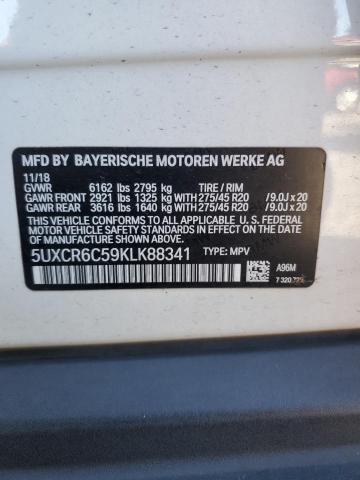 MFD BY BAYERISCHE MOTOREN WERKE AG
11/18
GVWR 6162 lbs 2795 kg TIRE / RIM
GAWR FRONT 2921 lbs 1325 kg WITH 275/45 R20 /9.0J x 20
GAWR REAR 3616 lbs 1640 kg WITH 275/45 R20 /9.0J x 20
THIS VEHICLE CONFORMS TO ALL APPLICABLE U. S. FEDERAL
MOTOR VEHICLE SAFETY STANDARDS IN EFFECT ON THE
DATE OF MANUFACTURE SHOWN ABOVE.
5UXCR6C59KLK88341 TYPE: MPV
A96M
7 320